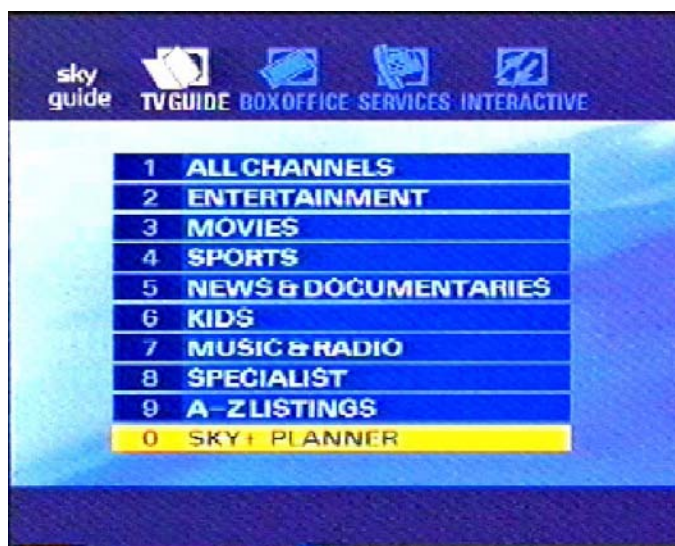 sky
guide
TV GUIDE BOX OFFICE SERVICES INTERACTIVE
1 ALL CHANNELS
2 ENTERTAINMENT
3 MOVIES
4 SPORTS
5 NEWS & DOCUMENTARIES
6 KIDS
7 MUSIC & RADIO
8 SPECIALIST
9 A-Z LISTINGS
0 SKY+ PLANNER